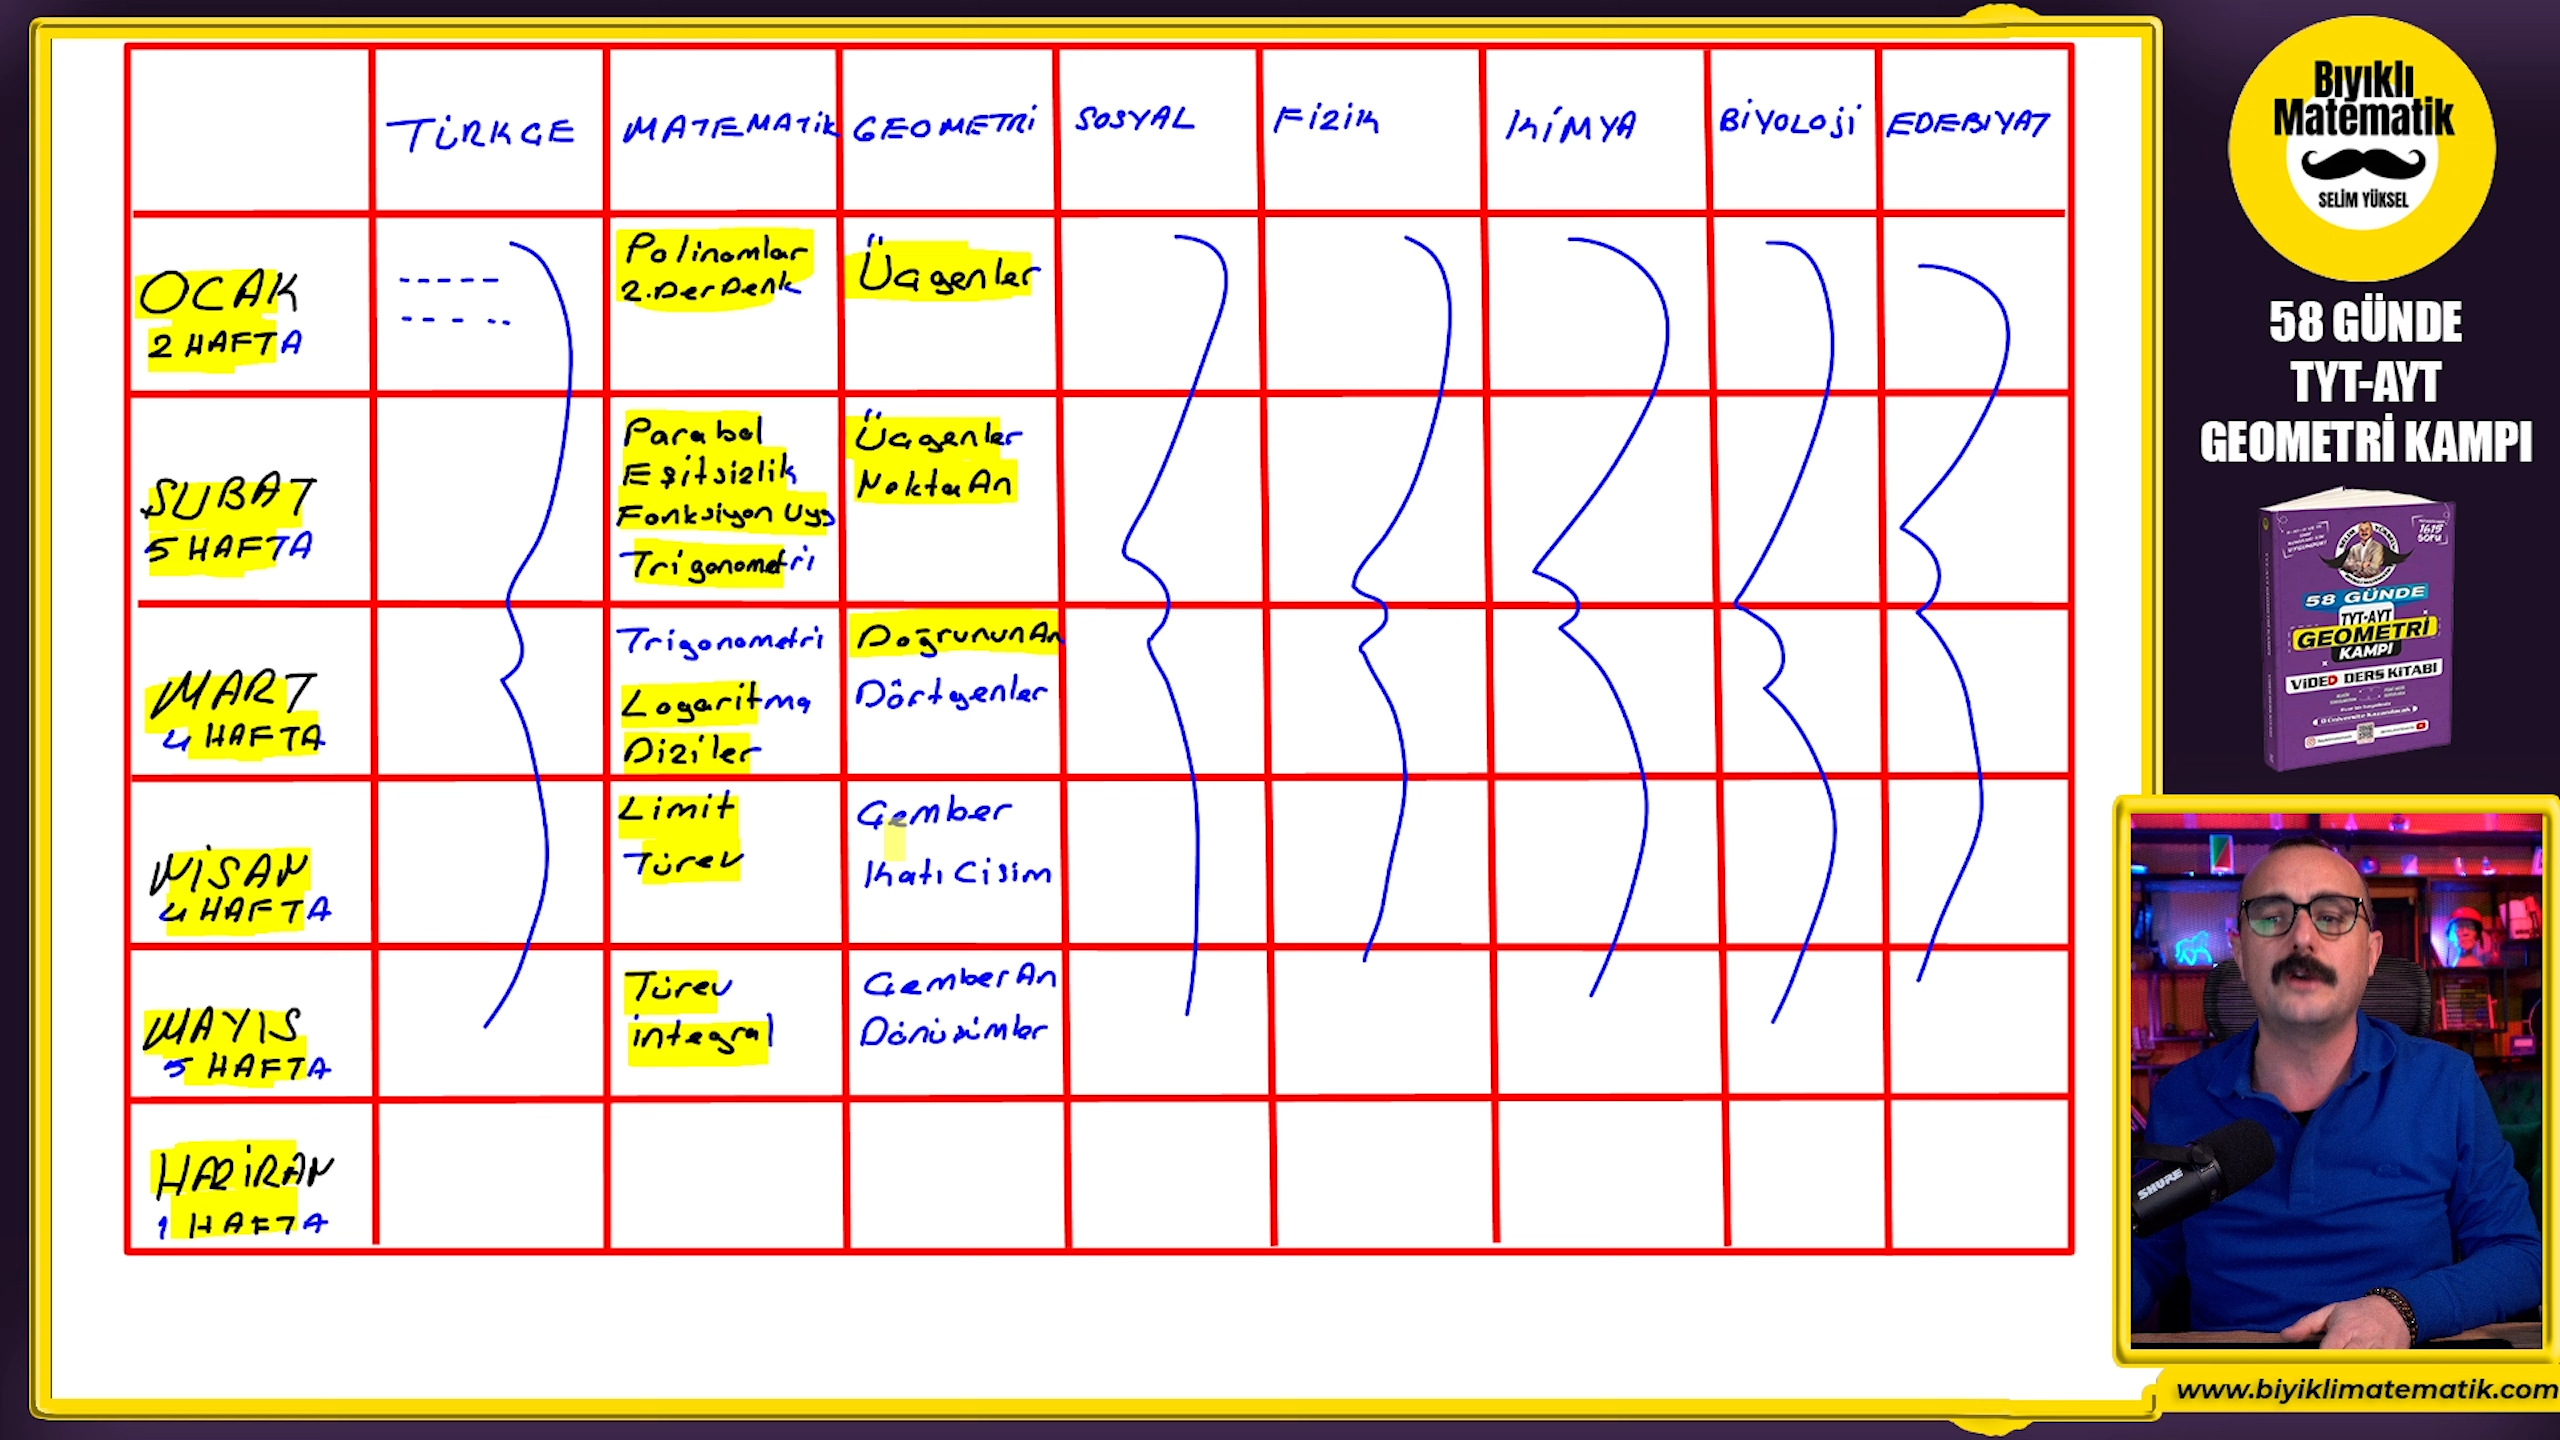 TÜRKÇE MATEMATİK GEOMETRİ SOSYAL FİZİK KİMYA BİYOLOJİ EDEBİYAT
OCAK
2 HAFTA
Polinomlar
2.Der Denk
Üçgenler
ŞUBAT
5 HAFTA
Parabol
Eşitsizlik
Fonksiyon Uyg
Trigonometri
Üçgenler
Nokta An
MART
4 HAFTA
Trigonometri
Logaritma
Diziler
Doğrunun An
Dörtgenler
NİSAN
4 HAFTA
Limit
Türev
Çember
Katı Cisim
MAYIS
5 HAFTA
Türev
integral
Çember An
Dönüşümler
HAZİRAN
1 HAFTA
Bıyıklı
Matematik
SELİM YÜKSEL
58 GÜNDE
TYT-AYT
GEOMETRİ KAMPI
1615
SORU
58 GÜNDE
TYT-AYT
GEOMETRİ
KAMPI
VİDEO DERS KİTABI
SHURE
www.biyiklimatematik.com